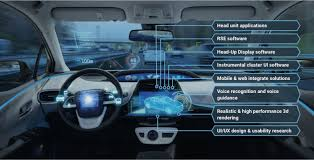 Head unit applications
RSE software
Head-Up Display software
Instrumental cluster UI software
Mobile & web integrate solutions
Voice recognition and voice
guidance
Realistic & high performance 3d
rendering
UI/UX design & usability research